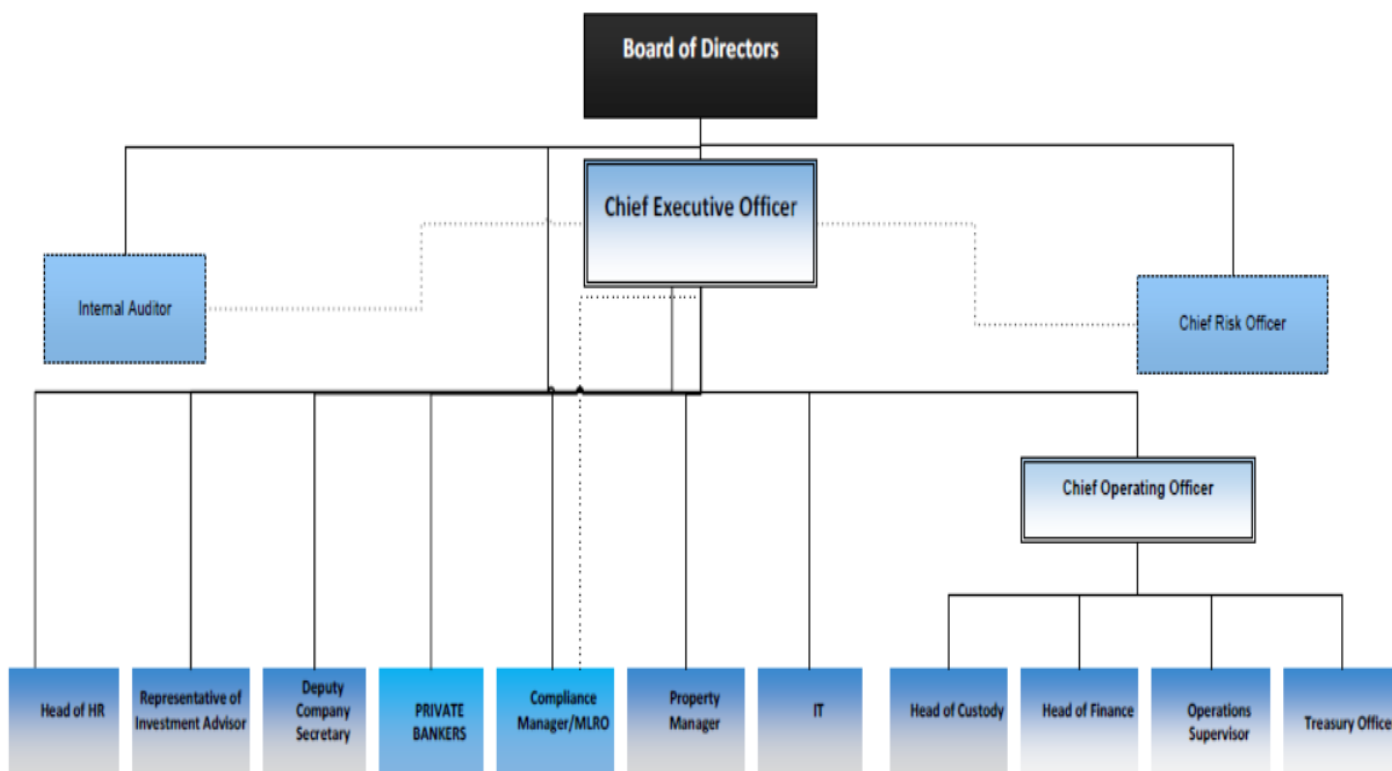 Board of Directors
Chief Executive Officer
Internal Auditor
Chief Risk Officer
Chief Operating Officer
Head of HR
Representative of
Investment Advisor
Deputy
Company
Secretary
PRIVATE
BANKERS
Compliance
Manager/MLRO
Property
Manager
IT
Head of Custody
Head of Finance
Operations
Supervisor
Treasury Officer